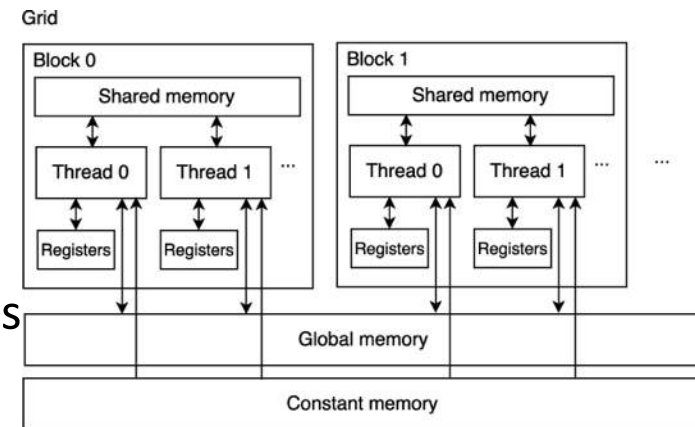 Grid
Block 0
Block 1
Shared memory
Shared memory
Thread 0
Thread 1
...
Thread 0
Thread 1
...
...
Registers
Registers
Registers
Registers
s
Global memory
Constant memory